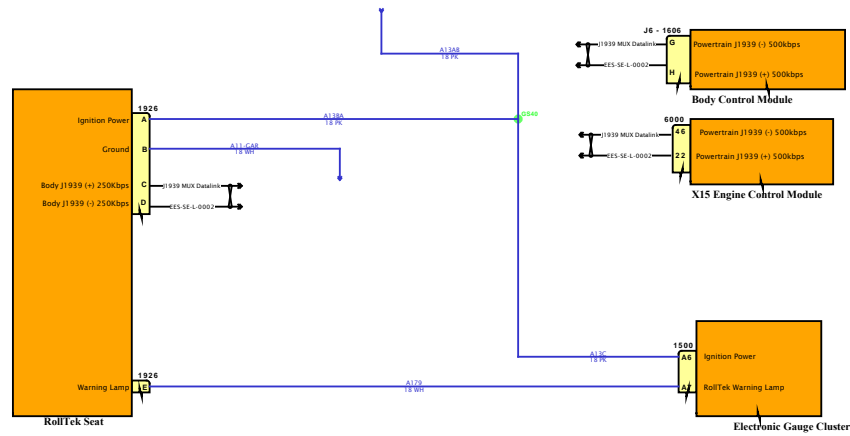 J6 - 1606
A13AB
18 PK
J1939 MUX Datalink
G
Powertrain J1939 (-) 500kbps
EES-SE-L-0002
H
Powertrain J1939 (+) 500kbps
Body Control Module
1926
Ignition Power
A
A13BA
18 PK
6000
J1939 MUX Datalink
46
Powertrain J1939 (-) 500kbps
Ground
B
A11-GAR
18 WH
EES-SE-L-0002
22
Powertrain J1939 (+) 500kbps
Body J1939 (+) 250Kbps
C
J1939 MUX Datalink
X15 Engine Control Module
Body J1939 (-) 250Kbps
D
EES-SE-L-0002
1500
A13C
18 PK
A6
Ignition Power
1926
Warning Lamp
E
A179
18 WH
RollTek Warning Lamp
RollTek Seat
Electronic Gauge Cluster